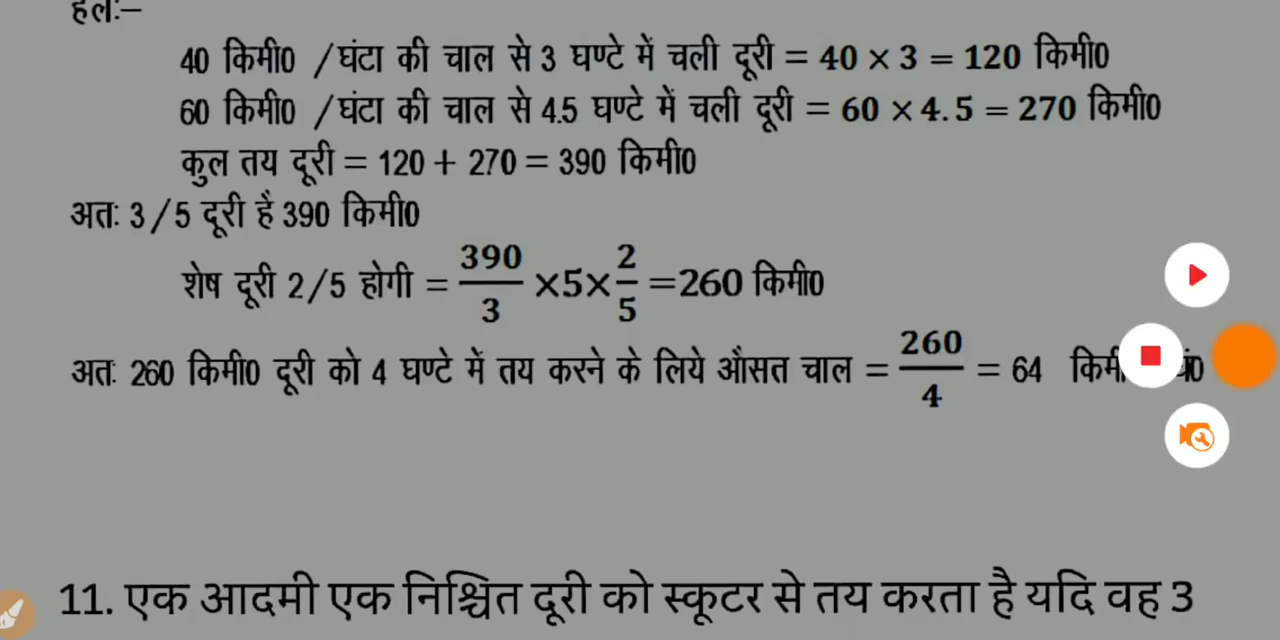 हल:–
40 किमी0 /घंटा की चाल से 3 घण्टे में चली दूरी = 40 × 3 = 120 किमी0
60 किमी0 /घंटा की चाल से 4.5 घण्टे में चली दूरी = 60 × 4.5 = 270 किमी0
कुल तय दूरी = 120 + 270 = 390 किमी0
अतः 3/5 दूरी है 390 किमी0
शेष दूरी 2/5 होगी = 390/3 ×5× 2/5 =260 किमी0
अतः 260 किमी0 दूरी को 4 घण्टे में तय करने के लिये औसत चाल = 260/4 = 64
11. एक आदमी एक निश्चित दूरी को स्कूटर से तय करता है यदि वह 3